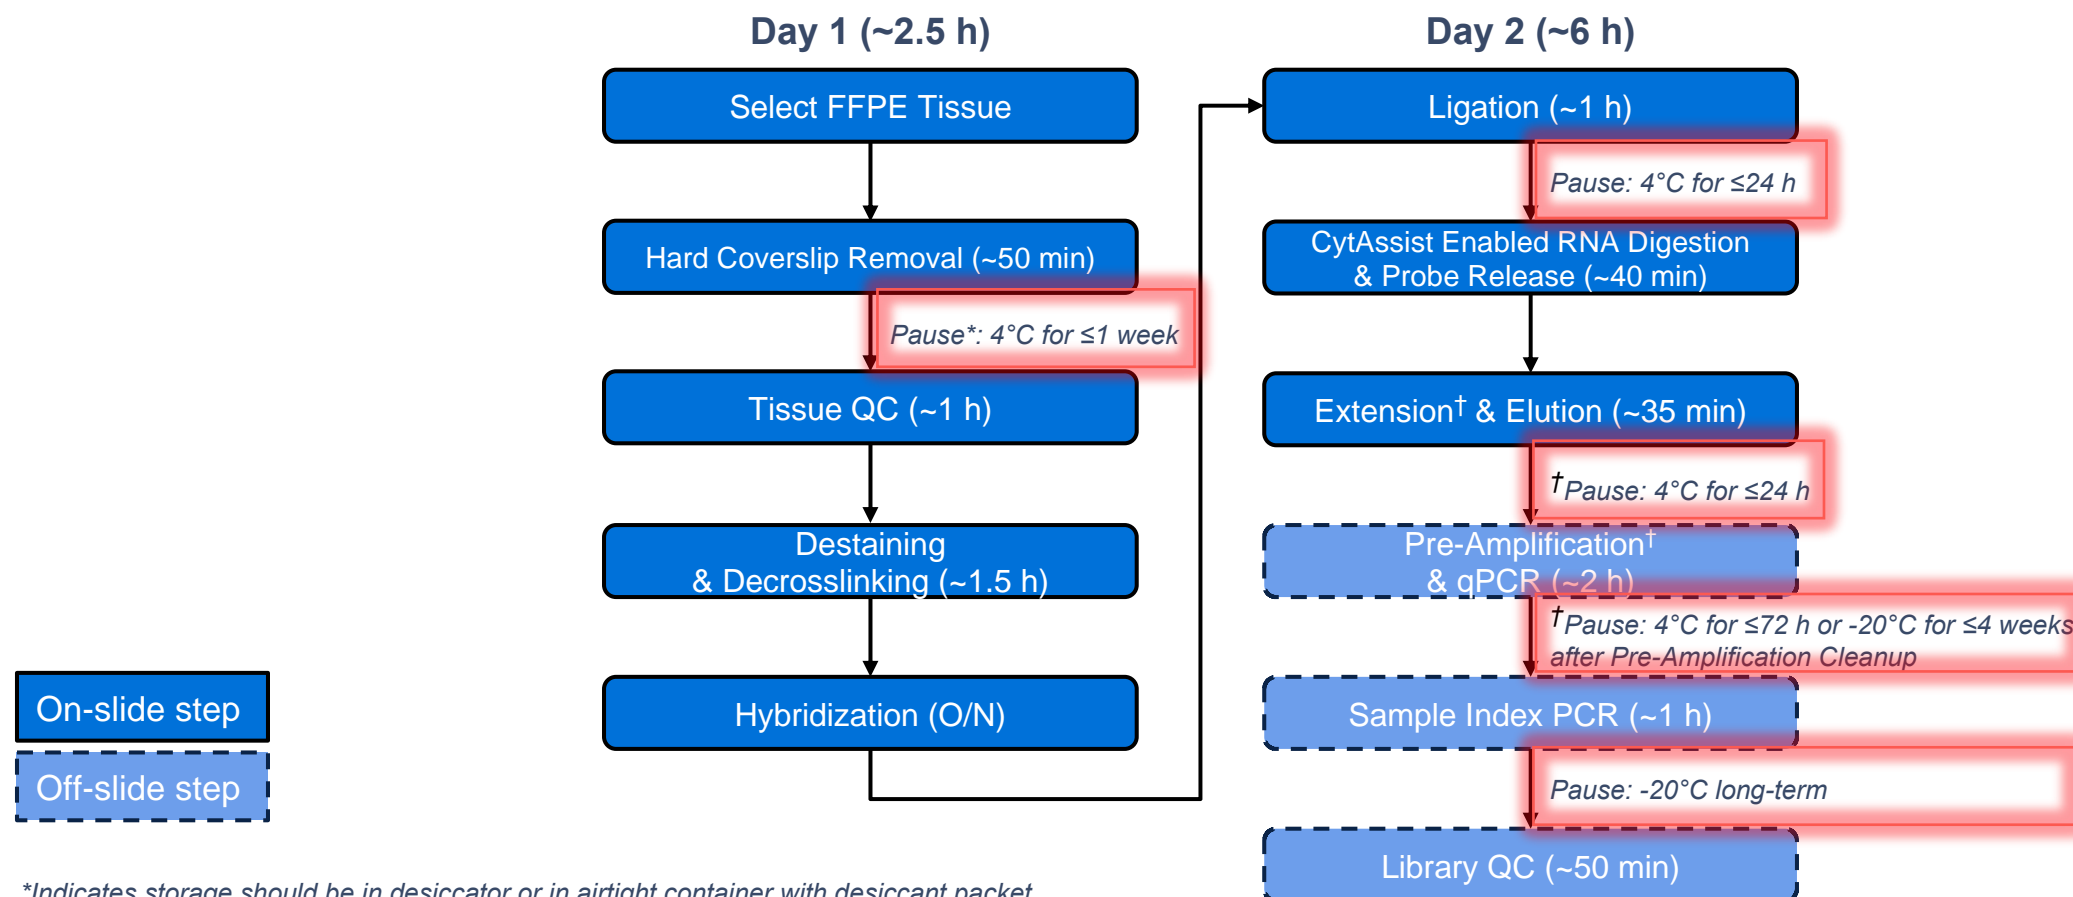 Day 1 (~2.5 h)
Select FFPE Tissue
Hard Coverslip Removal (~50 min)
Pause*: 4°C for ≤1 week
Tissue QC (~1 h)
Destaining
& Decrosslinking (~1.5 h)
Hybridization (O/N)
Day 2 (~6 h)
Ligation (~1 h)
Pause: 4°C for ≤24 h
CytAssist Enabled RNA Digestion
& Probe Release (~40 min)
Extension† & Elution (~35 min)
†Pause: 4°C for ≤24 h
Pre-Amplification†
& qPCR (~2 h)
†Pause: 4°C for ≤72 h or -20°C for ≤4 weeks
after Pre-Amplification Cleanup
Sample Index PCR (~1 h)
Pause: -20°C long-term
Library QC (~50 min)
On-slide step
Off-slide step
*Indicates storage should be in desiccator or in airtight container with desiccant packet